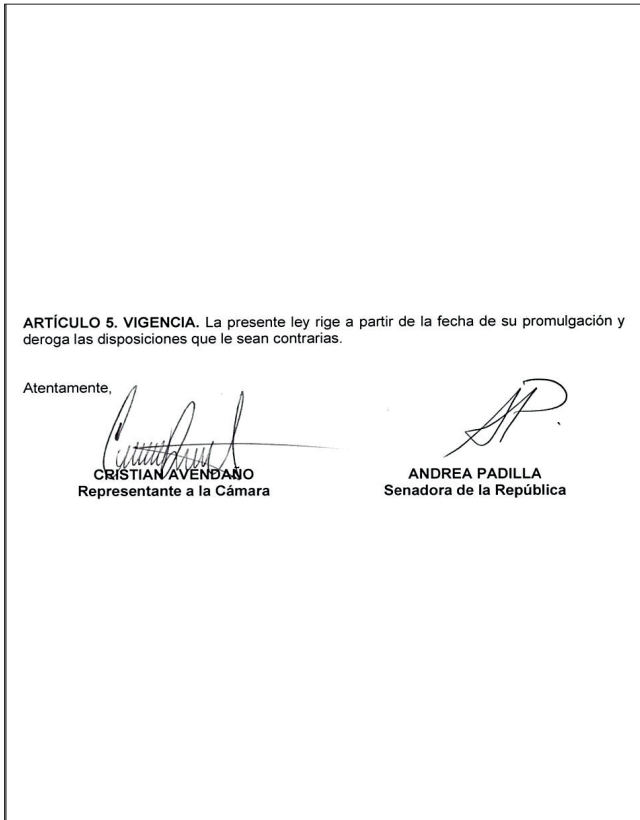 ARTÍCULO 5. VIGENCIA. La presente ley rige a partir de la fecha de su promulgación y
deroga las disposiciones que le sean contrarias.
Atentamente,
CRISTIAN AVENDAÑO
Representante a la Cámara
ANDREA PADILLA
Senadora de la República